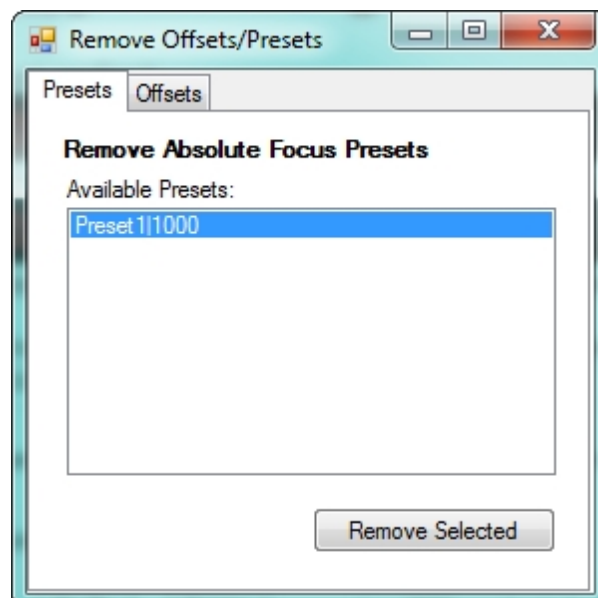 Remove Offsets/Presets
Presets Offsets
Remove Absolute Focus Presets
Available Presets:
Preset1|1000
Remove Selected